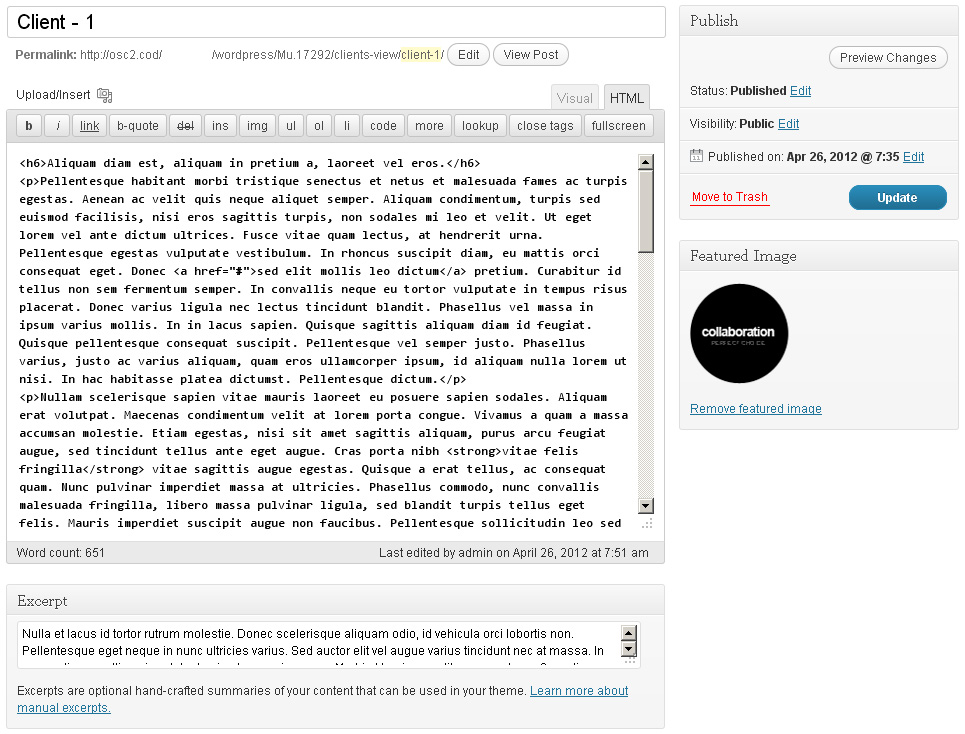 Client - 1
Permalink: http://osc2.cod/ /wordpress/Mu.17292/clients-view/client-1/ Edit View Post
Upload/Insert
Visual HTML
b i link b-quote del ins img ul ol li code more lookup close tags fullscreen
<h6>Aliquam diam est, aliquam in pretium a, laoreet vel eros.</h6>
<p>Pellentesque habitant morbi tristique senectus et netus et malesuada fames ac turpis
egestas. Aenean ac velit quis neque aliquet semper. Aliquam condimentum, turpis sed
euismod facilisis, nisi eros sagittis turpis, non sodales mi leo et velit. Ut eget
lorem vel ante dictum ultrices. Fusce vitae quam lectus, at hendrerit urna.
Pellentesque egestas vulputate vestibulum. In rhoncus suscipit diam, eu mattis orci
consequat eget. Donec <a href="#">sed elit mollis leo dictum</a> pretium. Curabitur id
tellus non sem fermentum semper. In convallis neque eu tortor vulputate in tempus risus
placerat. Donec varius ligula nec lectus tincidunt blandit. Phasellus vel massa in
ipsum varius mollis. In in lacus sapien. Quisque sagittis aliquam diam id feugiat.
Quisque pellentesque consequat suscipit. Pellentesque vel semper justo. Phasellus
varius, justo ac varius aliquam, quam eros ullamcorper ipsum, id aliquam nulla lorem ut
nisi. In hac habitasse platea dictumst. Pellentesque dictum.</p>
<p>Nullam scelerisque sapien vitae mauris laoreet eu posuere sapien sodales. Aliquam
erat volutpat. Maecenas condimentum velit at lorem porta congue. Vivamus a quam a massa
accumsan molestie. Etiam egestas, nisi sit amet sagittis aliquam, purus arcu feugiat
augue, sed tincidunt tellus ante eget augue. Cras porta nibh <strong>vitae felis
fringilla</strong> vitae sagittis augue egestas. Quisque a erat tellus, ac consequat
quam. Nunc pulvinar imperdiet massa at ultricies. Phasellus commodo, nunc convallis
malesuada fringilla, libero massa pulvinar ligula, sed blandit turpis tellus eget
felis. Mauris imperdiet suscipit augue non faucibus. Pellentesque sollicitudin leo sed
Word count: 651 Last edited by admin on April 26, 2012 at 7:51 am
Excerpt
Nulla et lacus id tortor rutrum molestie. Donec scelerisque aliquam odio, id vehicula orci lobortis non.
Pellentesque eget neque in nunc ultricies varius. Sed auctor elit vel augue varius tincidunt nec at massa. In
Excerpts are optional hand-crafted summaries of your content that can be used in your theme. Learn more about
manual excerpts.
Publish
Preview Changes
Status: Published Edit
Visibility: Public Edit
Published on: Apr 26, 2012 @ 7:35 Edit
Move to Trash Update
Featured Image
collaboration
PERFECT CHOICE
Remove featured image